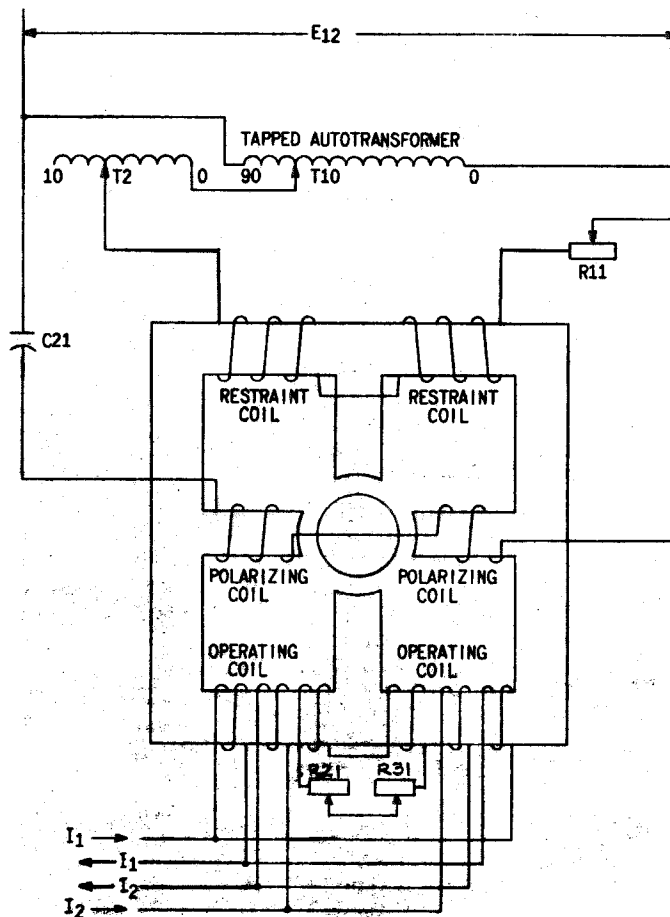 E12
TAPPED AUTOTRANSFORMER
10 T2 0 90 T10 0
R11
C21
RESTRAINT COIL
RESTRAINT COIL
POLARIZING COIL
POLARIZING COIL
OPERATING COIL
OPERATING COIL
R21 R31
I1
I1
I2
I2